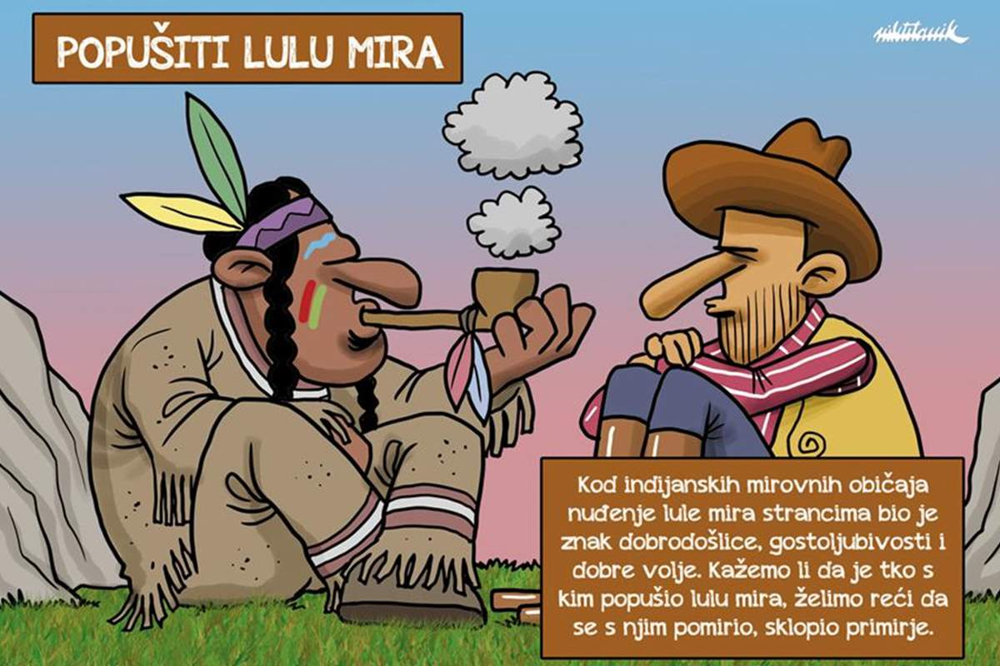 POPUŠITI LULU MIRA
niktitanik
Kod indijanskih mirovnih običaja
nuđenje lule mira strancima bio je
znak dobrodošlice, gostoljubivosti i
dobre volje. Kažemo li da je tko s
kim popušio lulu mira, želimo reći da
se s njim pomirio, sklopio primirje.